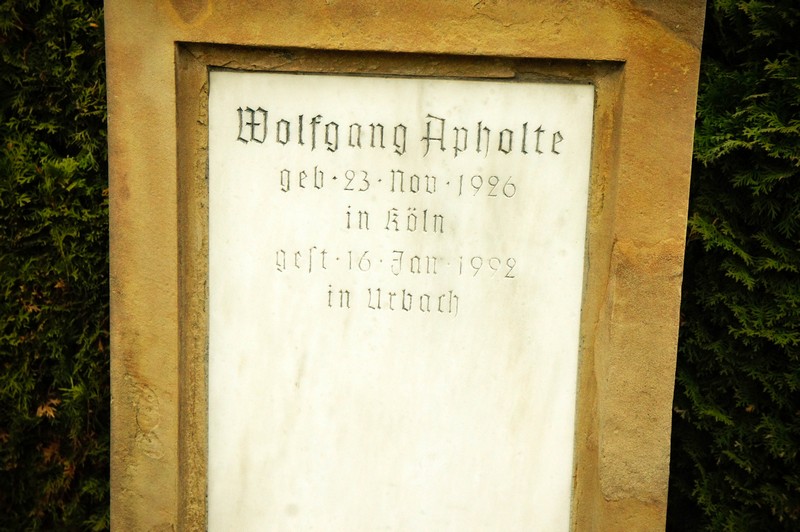 Wolfgang Apholte
geb · 23 · Nov · 1926
in Köln
gest · 16 · Jan · 1992
in Urbach